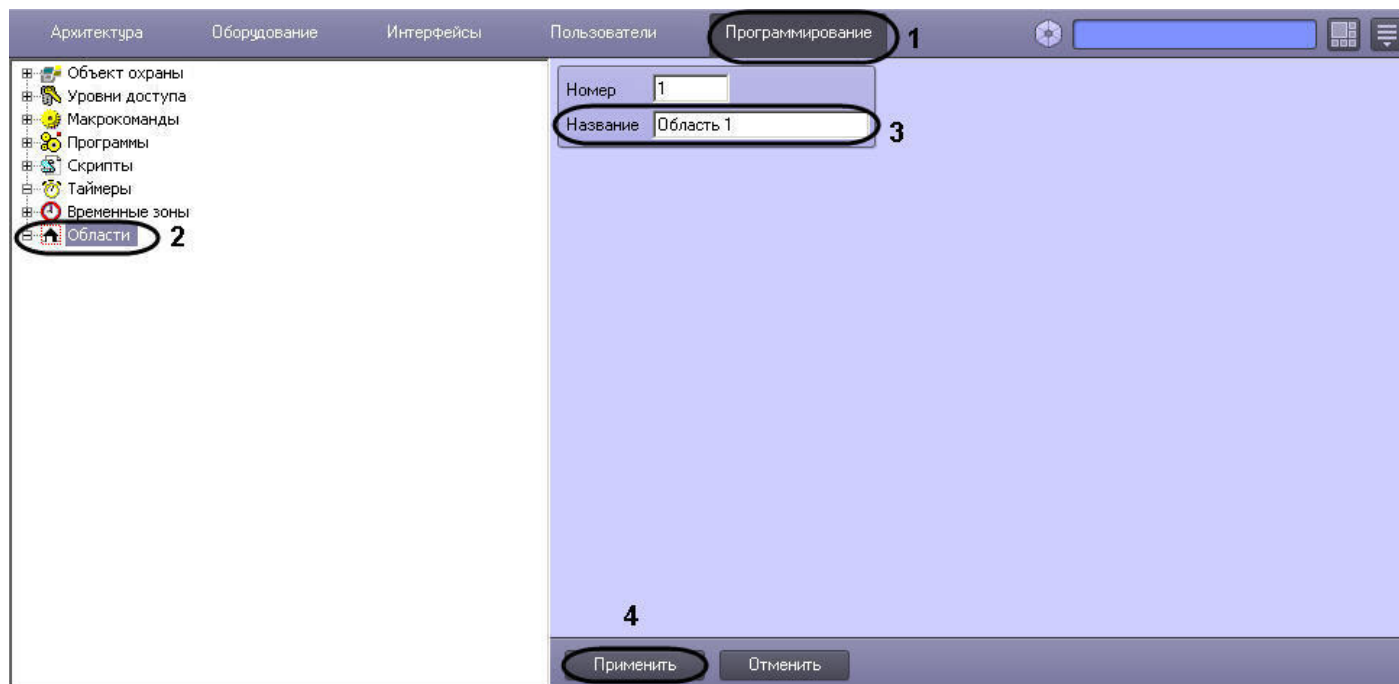 Архитектура Оборудование Интерфейсы Пользователи Программирование 1
Объект охраны
Уровни доступа
Макрокоманды
Программы
Скрипты
Таймеры
Временные зоны
Области 2
Номер 1
Название Область 1 3
4
Применить Отменить